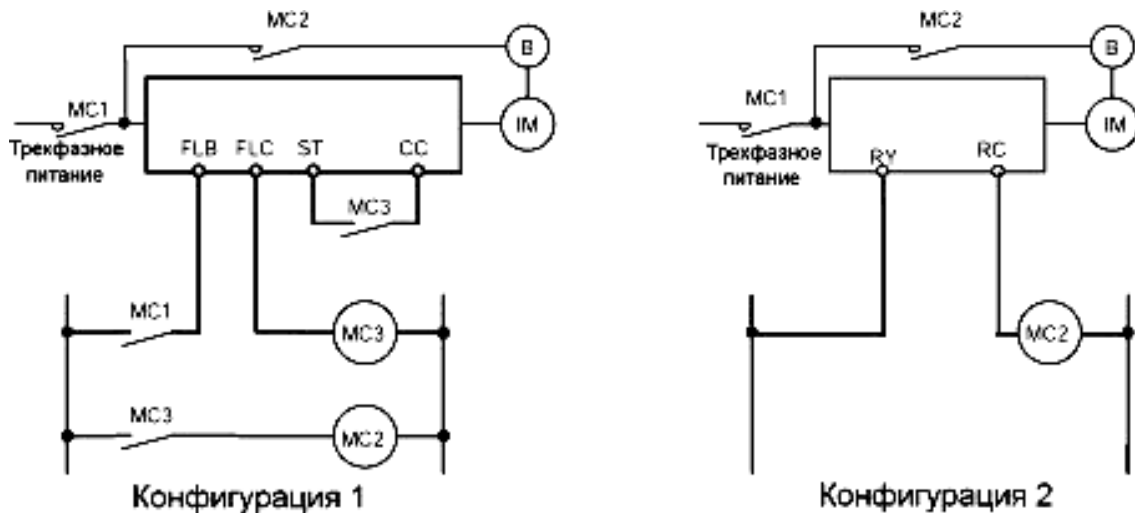 MC2
B
MC1
IM
Трехфазное
питание
FLB FLC ST CC
MC3
MC1
MC3
MC3
MC2
Конфигурация 1
MC2
B
MC1
IM
Трехфазное
питание
RY RC
MC2
Конфигурация 2